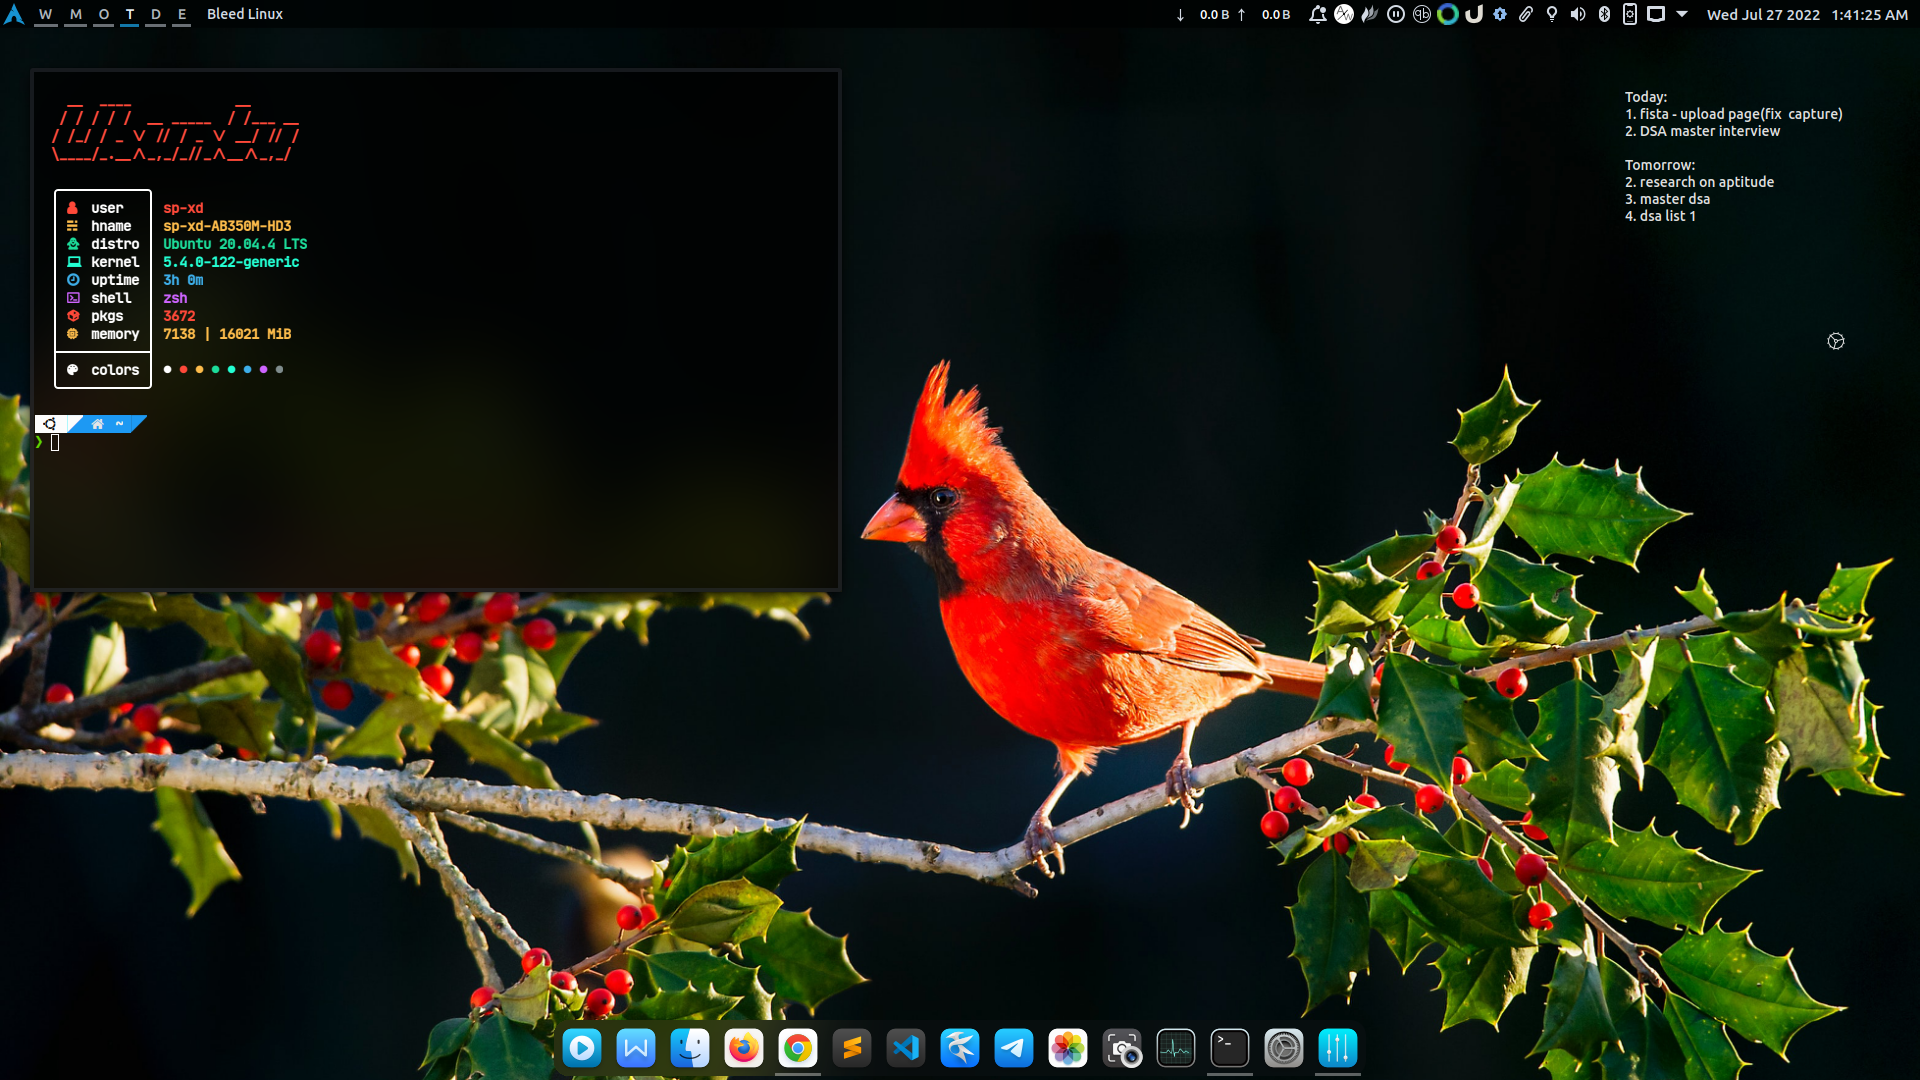 W M O T D E Bleed Linux
↓ 0.0 B ↑ 0.0 B
Wed Jul 27 2022 1:41:25 AM
Ubuntu
user sp-xd
hname sp-xd-AB350M-HD3
distro Ubuntu 20.04.4 LTS
kernel 5.4.0-122-generic
uptime 3h 0m
shell zsh
pkgs 3672
memory 7138 | 16021 MiB
colors
~
❯
Today:
1. fista - upload page(fix  capture)
2. DSA master interview
Tomorrow:
2. research on aptitude
3. master dsa
4. dsa list 1